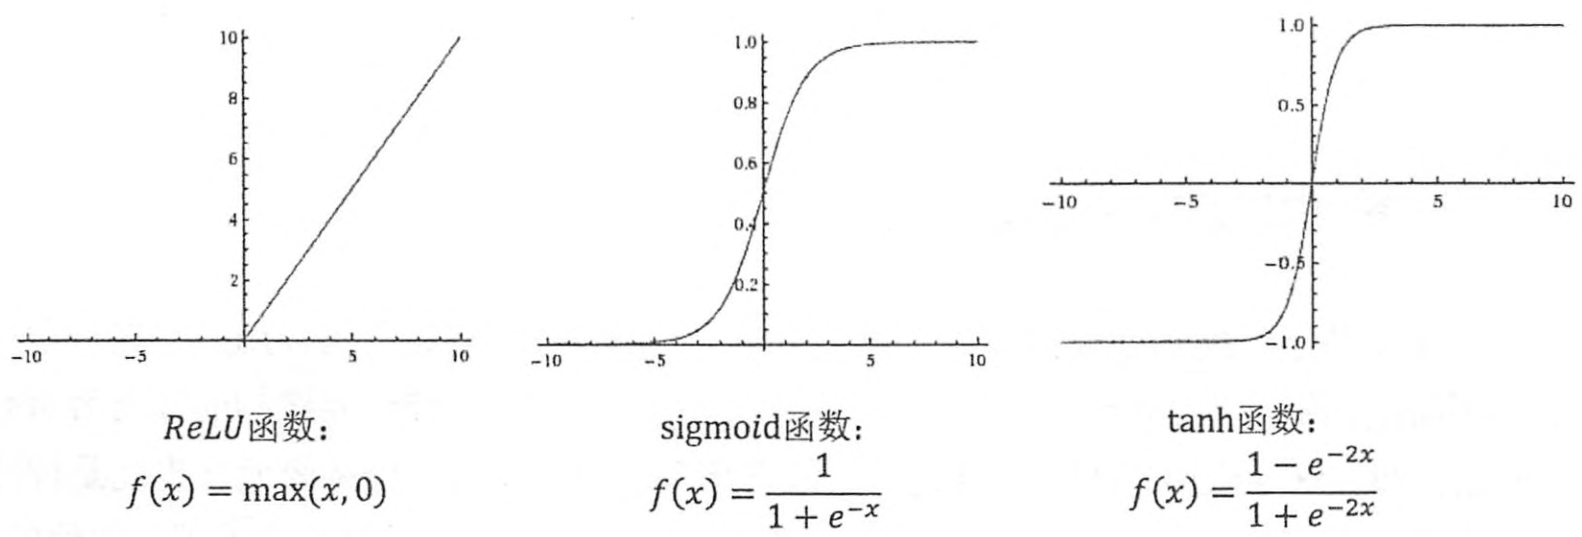 10
8
6
4
2
-10 -5 5 10
ReLU函数:
f(x) = max(x, 0)
1.0
0.8
0.6
0.4
0.2
-10 -5 5 10
sigmoid函数:
f(x) = 1 / (1 + e^{-x})
1.0
0.5
-10 -5 5 10
-0.5
-1.0
tanh函数:
f(x) = (1 - e^{-2x}) / (1 + e^{-2x})